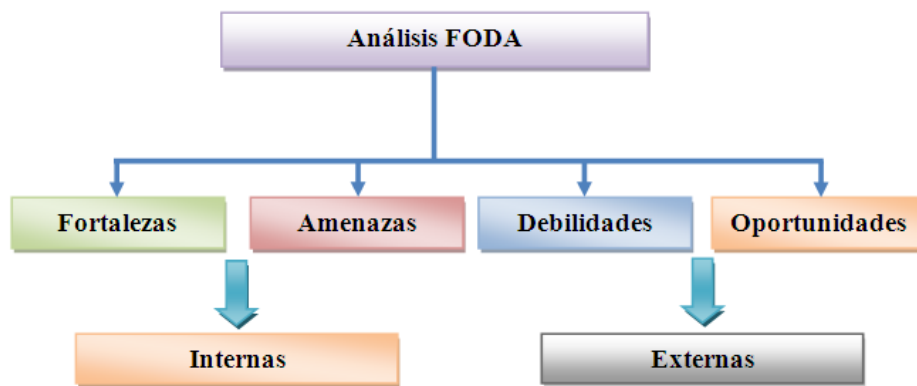 Análisis FODA
Fortalezas
Amenazas
Debilidades
Oportunidades
Internas
Externas